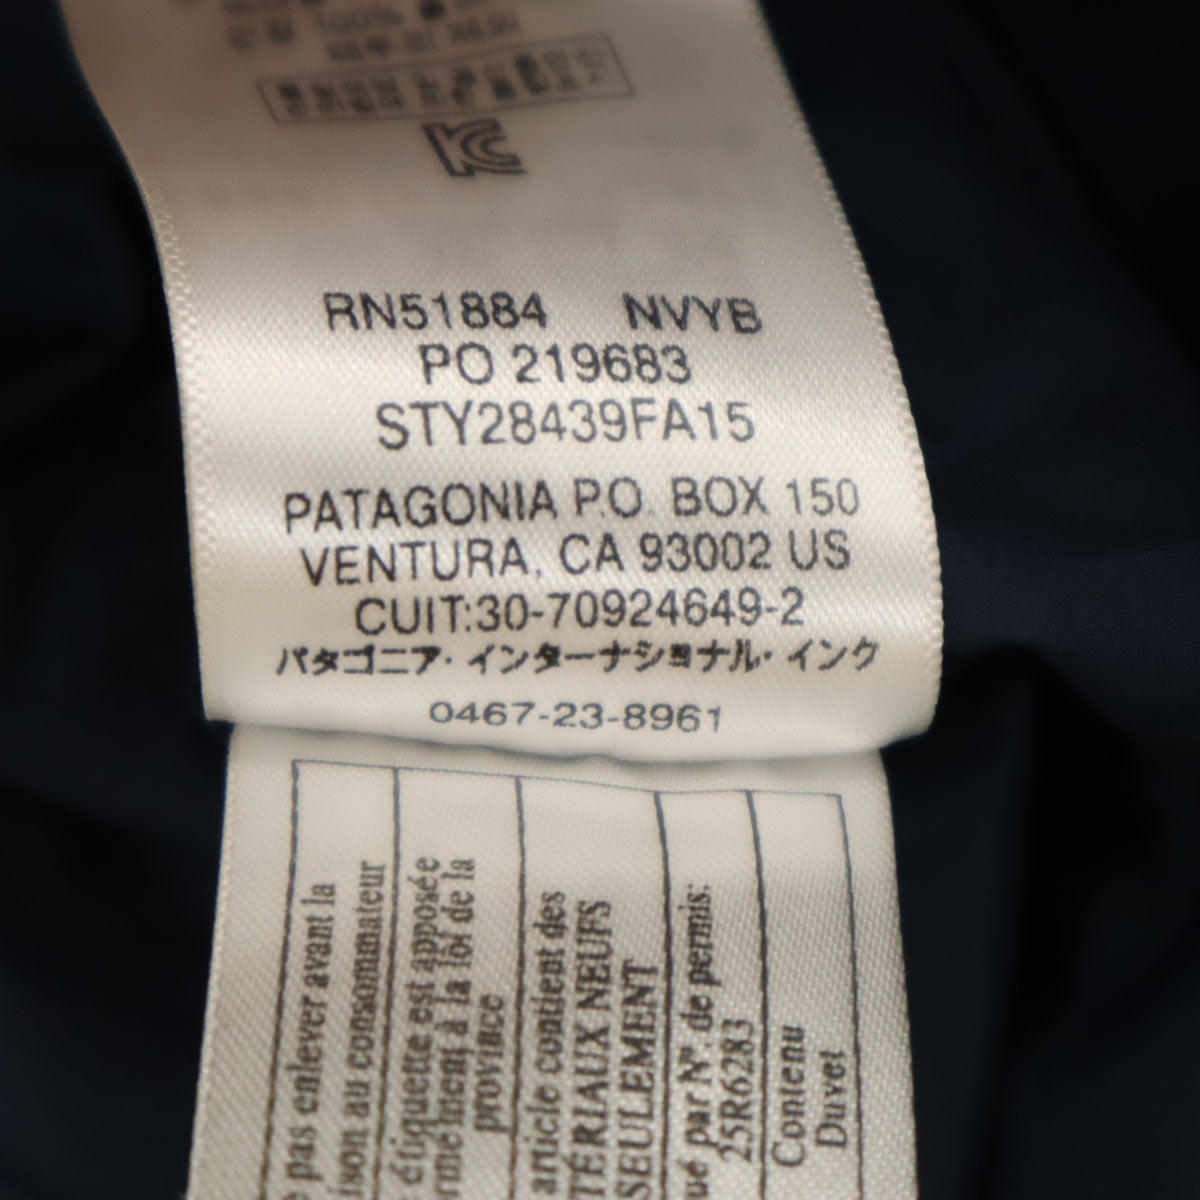 100%
RN51884 NVYB
PO 219683
STY28439FA15
PATAGONIA P.O. BOX 150
VENTURA, CA 93002 US
CUIT:30-70924649-2
パタゴニア・インターナショナル・インク
0467-23-8961
pas enlever avant la
au consommateur
étiquette est apposée
à la loi de la
province
article contient des
NEUFS
SEULEMENT
par N°. de permis:
25R6283
Contenu
Duvet